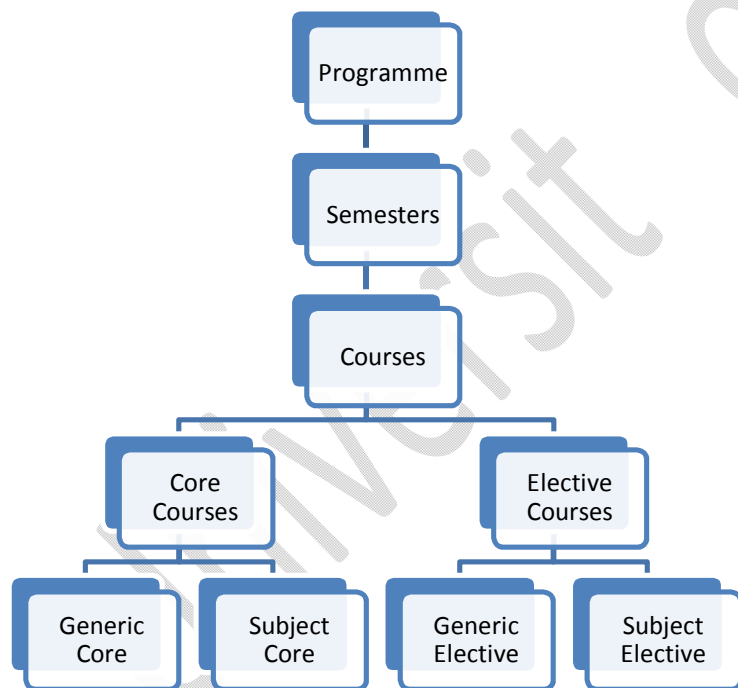 Programme
Semesters
Courses
Core
Courses
Elective
Courses
Generic
Core
Subject
Core
Generic
Elective
Subject
Elective